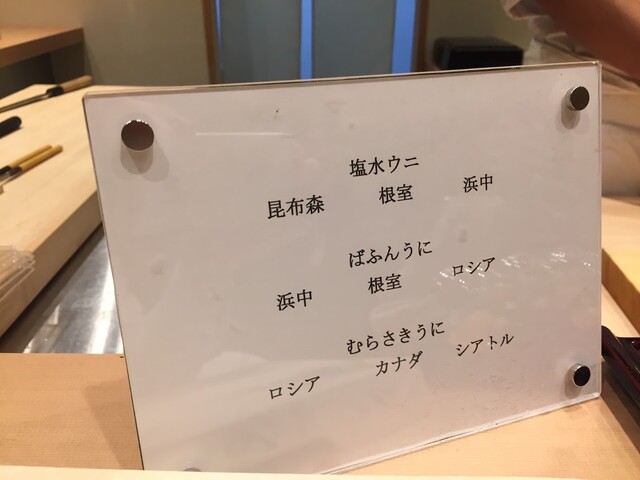 塩水ウニ
昆布森 根室 浜中
ばふんうに
浜中 根室 ロシア
むらさきうに
ロシア カナダ シアトル